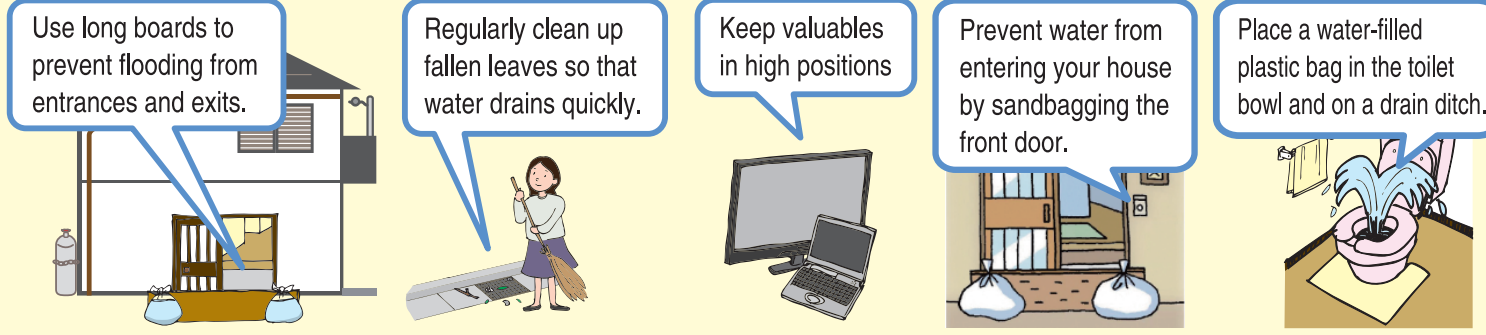 Use long boards to
prevent flooding from
entrances and exits.
Regularly clean up
fallen leaves so that
water drains quickly.
Keep valuables
in high positions
Prevent water from
entering your house
by sandbagging the
front door.
Place a water-filled
plastic bag in the toilet
bowl and on a drain ditch.